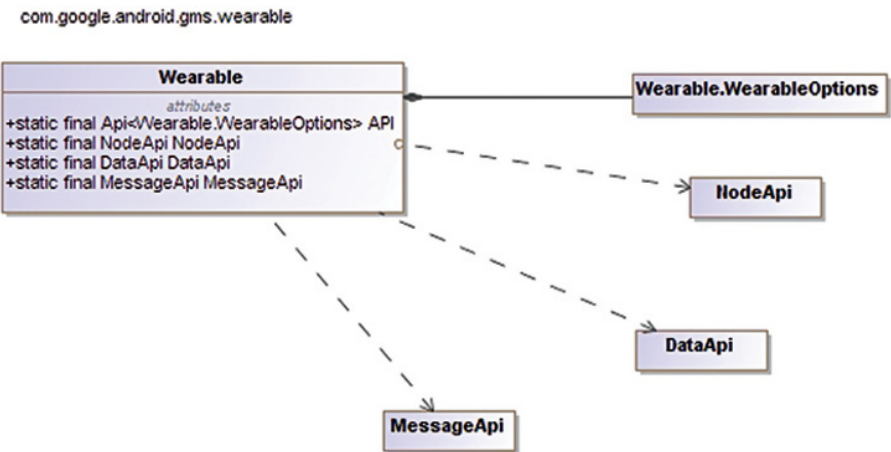 com.google.android.gms.wearable
Wearable
attributes
+static final Api<Wearable.WearableOptions> API
+static final NodeApi NodeApi
+static final DataApi DataApi
+static final MessageApi MessageApi
Wearable.WearableOptions
NodeApi
DataApi
MessageApi